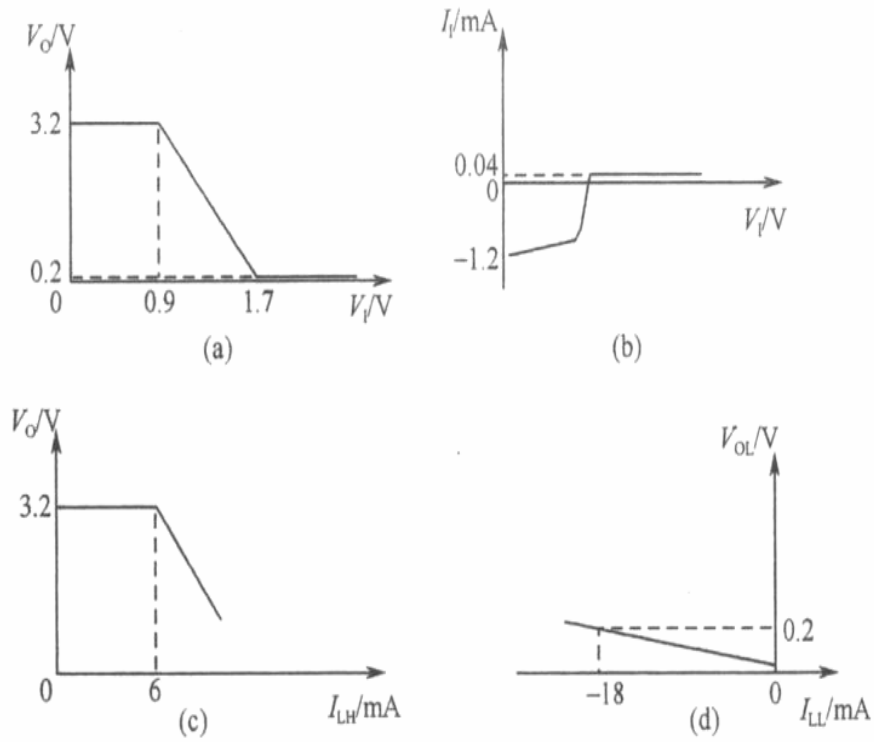 V_O/V
3.2
0.2
0
0.9
1.7
V_I/V
(a)
I_I/mA
0.04
0
−1.2
V_I/V
(b)
V_O/V
3.2
0
6
I_LH/mA
(c)
V_OL/V
0.2
−18
0
I_LL/mA
(d)